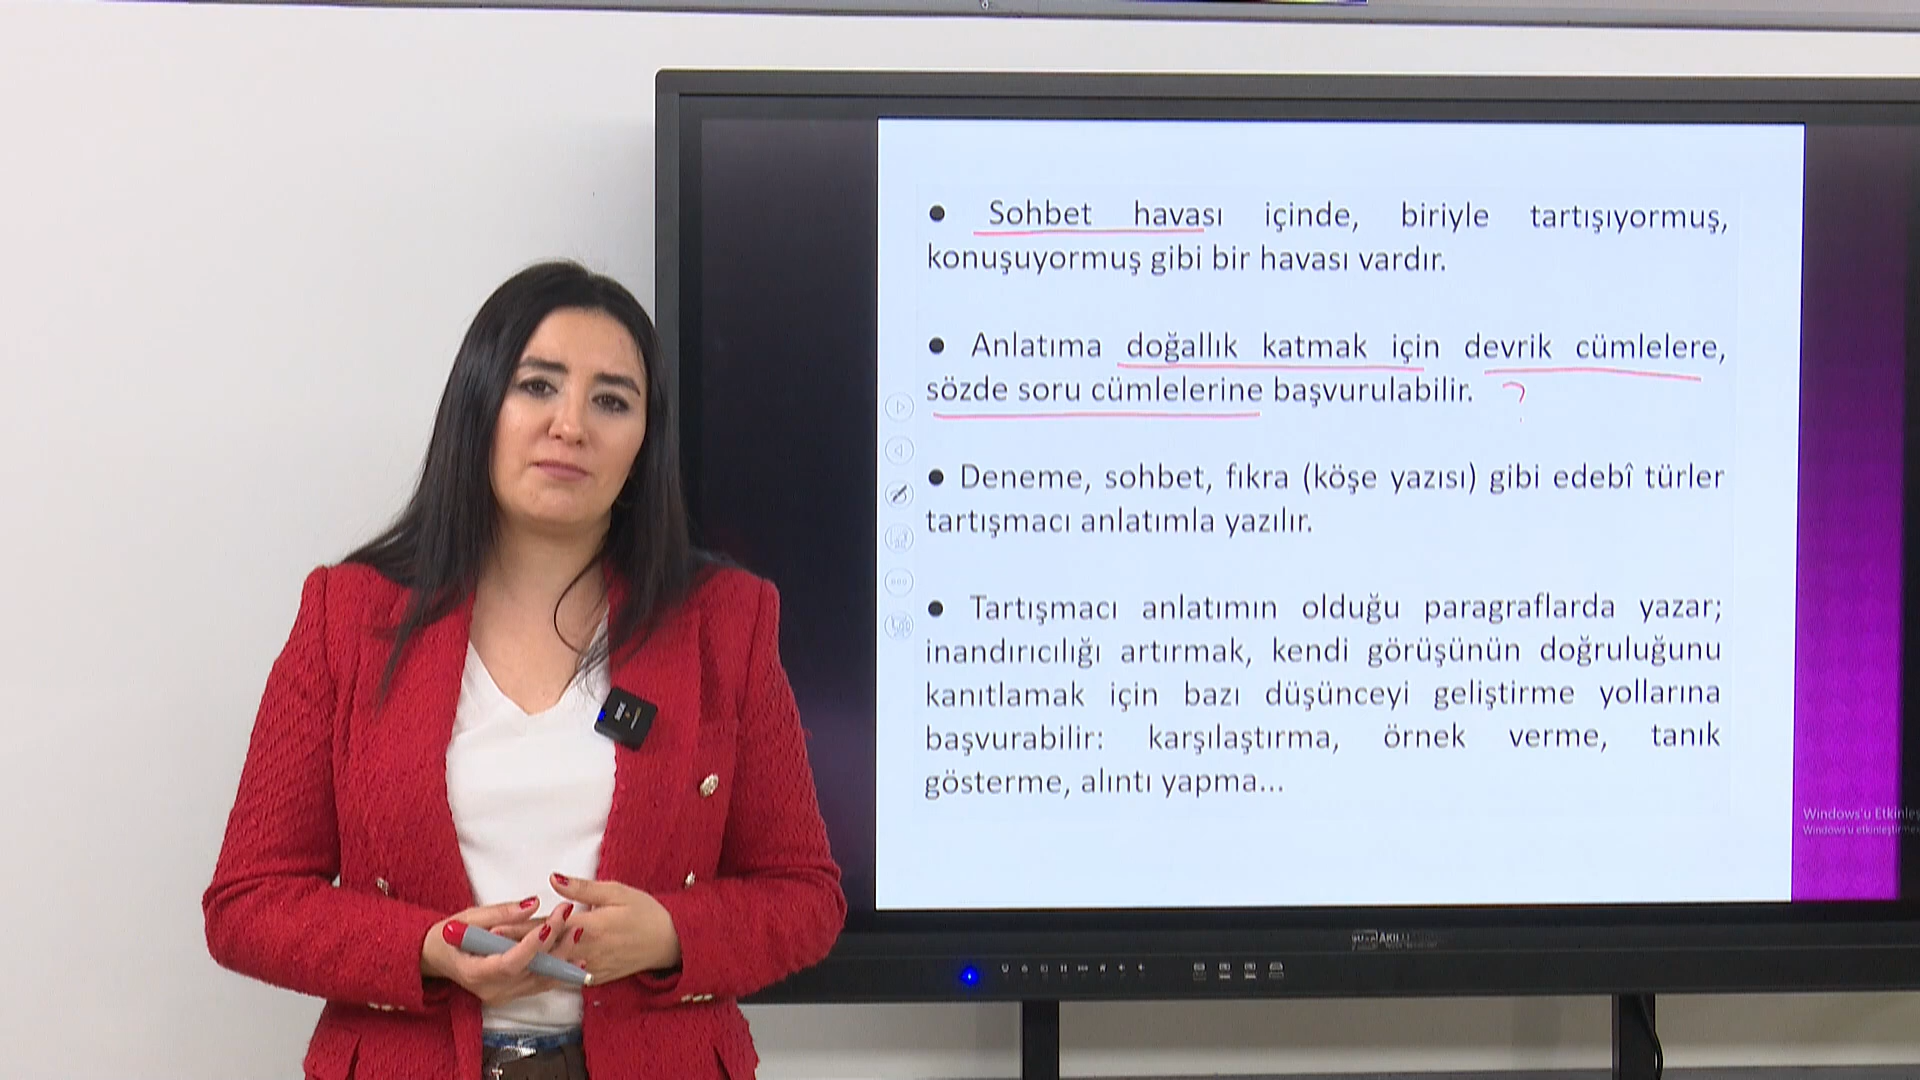 ● Sohbet havası içinde, biriyle tartışıyormuş,
konuşuyormuş gibi bir havası vardır.
● Anlatıma doğallık katmak için devrik cümlelere,
sözde soru cümlelerine başvurulabilir. ?
● Deneme, sohbet, fıkra (köşe yazısı) gibi edebî türler
tartışmacı anlatımla yazılır.
● Tartışmacı anlatımın olduğu paragraflarda yazar;
inandırıcılığı artırmak, kendi görüşünün doğruluğunu
kanıtlamak için bazı düşünceyi geliştirme yollarına
başvurabilir: karşılaştırma, örnek verme, tanık
gösterme, alıntı yapma...
Windows'u Etkinleş
Windows'u etkinleştirme
AKILLI